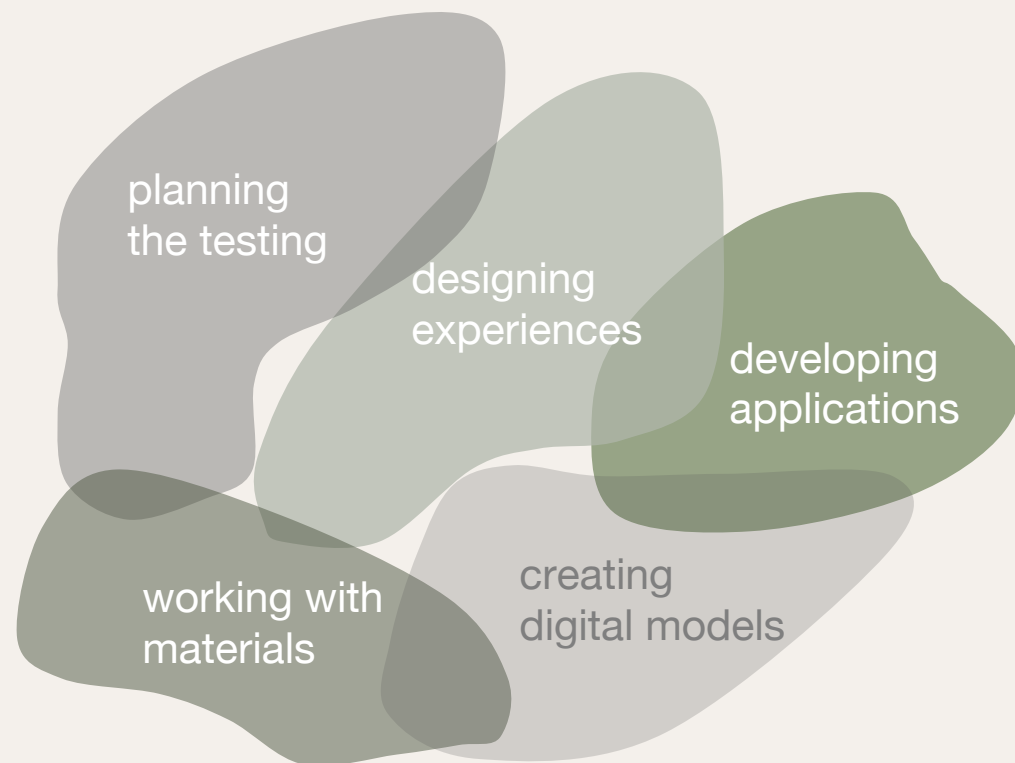 planning
the testing
designing
experiences
developing
applications
creating
digital models
working with
materials